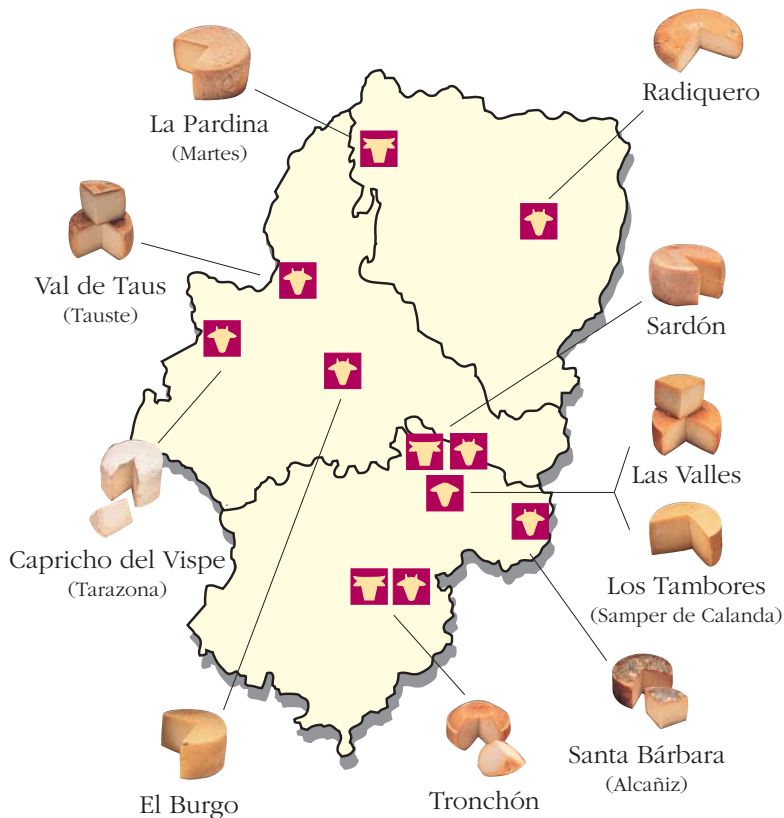 Radiquero
La Pardina
(Martes)
Val de Taus
(Tauste)
Sardón
Las Valles
Capricho del Vispe
(Tarazona)
Los Tambores
(Samper de Calanda)
Santa Bárbara
(Alcañiz)
El Burgo
Tronchón